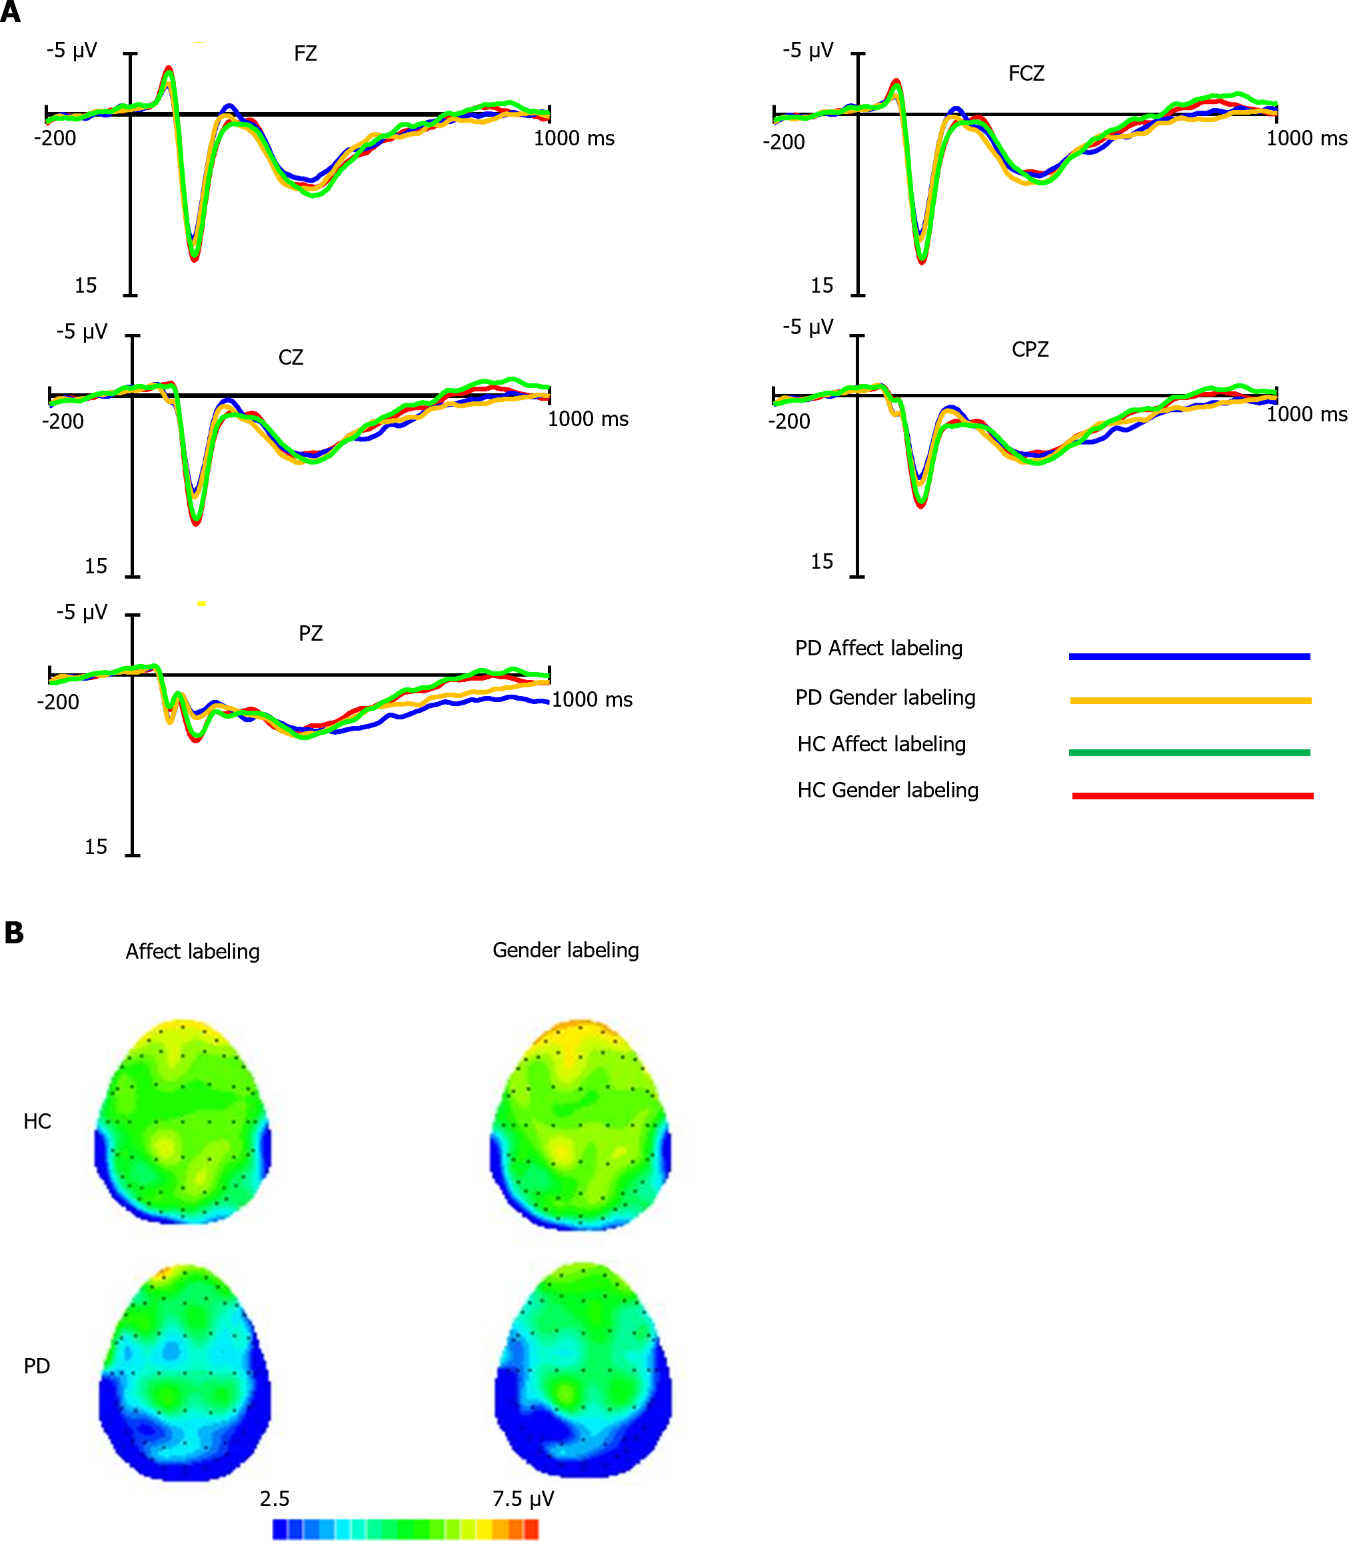 A
-5 µV
FZ
-200
1000 ms
15
-5 µV
FCZ
-200
1000 ms
15
-5 µV
CZ
-200
1000 ms
15
-5 µV
CPZ
-200
1000 ms
15
-5 µV
PZ
-200
1000 ms
15
PD Affect labeling
PD Gender labeling
HC Affect labeling
HC Gender labeling
B
Affect labeling
Gender labeling
HC
PD
2.5
7.5 µV